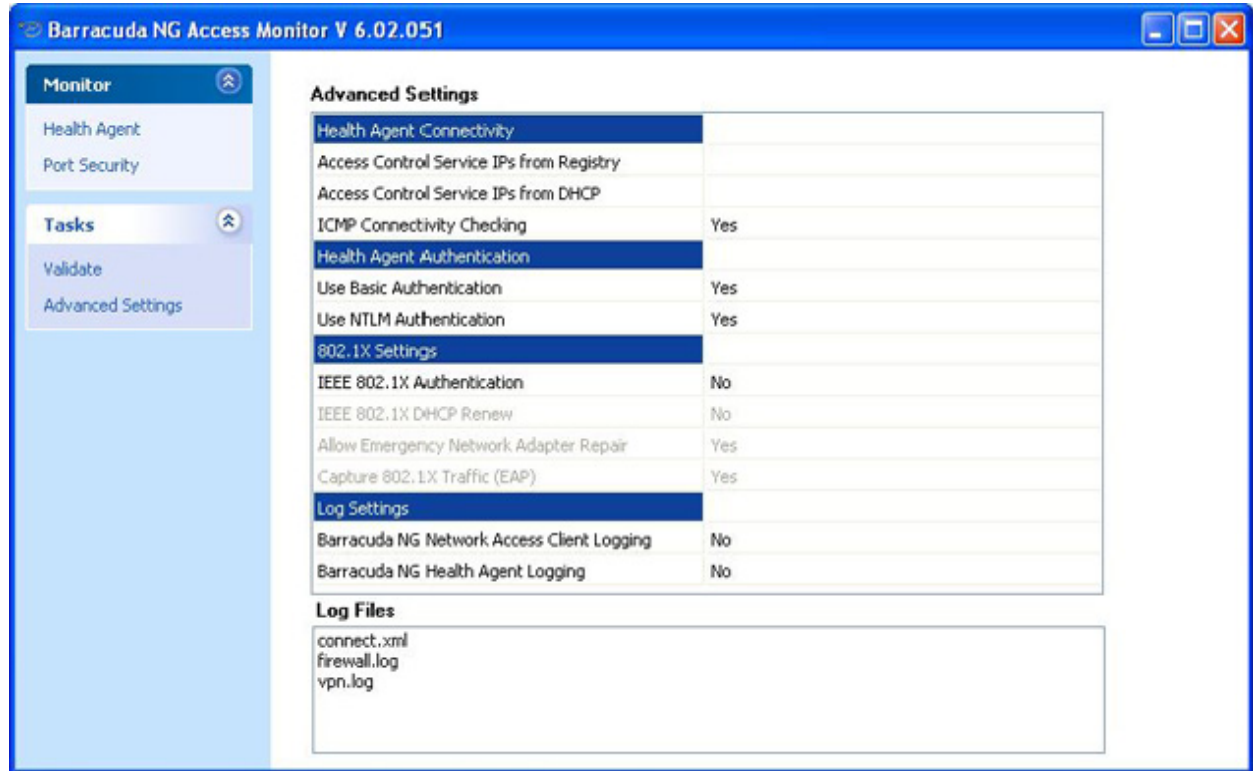 Barracuda NG Access Monitor V 6.02.051
Monitor
Health Agent
Port Security
Tasks
Validate
Advanced Settings
Advanced Settings
Health Agent Connectivity
Access Control Service IPs from Registry
Access Control Service IPs from DHCP
ICMP Connectivity Checking Yes
Health Agent Authentication
Use Basic Authentication Yes
Use NTLM Authentication Yes
802.1X Settings
IEEE 802.1X Authentication No
IEEE 802.1X DHCP Renew No
Allow Emergency Network Adapter Repair Yes
Capture 802.1X Traffic (EAP) Yes
Log Settings
Barracuda NG Network Access Client Logging No
Barracuda NG Health Agent Logging No
Log Files
connect.xml
firewall.log
vpn.log